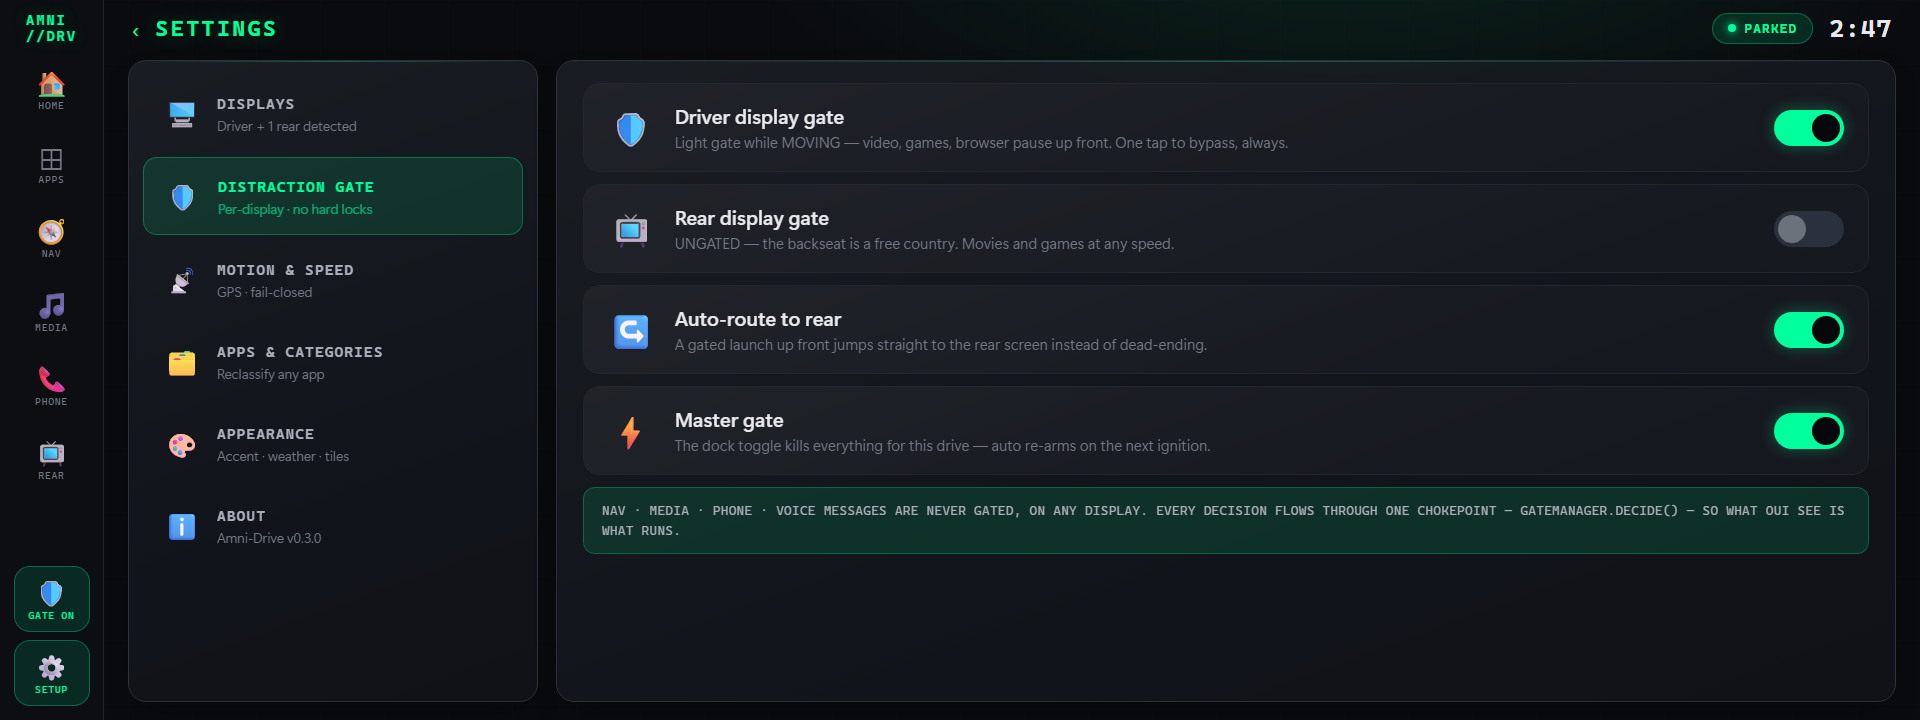 AMNI
//DRV
‹ SETTINGS
PARKED
2:47
HOME
APPS
NAV
MEDIA
PHONE
REAR
GATE ON
SETUP
DISPLAYS
Driver + 1 rear detected
DISTRACTION GATE
Per-display · no hard locks
MOTION & SPEED
GPS · fail-closed
APPS & CATEGORIES
Reclassify any app
APPEARANCE
Accent · weather · tiles
ABOUT
Amni-Drive v0.3.0
Driver display gate
Light gate while MOVING — video, games, browser pause up front. One tap to bypass, always.
Rear display gate
UNGATED — the backseat is a free country. Movies and games at any speed.
Auto-route to rear
A gated launch up front jumps straight to the rear screen instead of dead-ending.
Master gate
The dock toggle kills everything for this drive — auto re-arms on the next ignition.
NAV · MEDIA · PHONE · VOICE MESSAGES ARE NEVER GATED, ON ANY DISPLAY. EVERY DECISION FLOWS THROUGH ONE CHOKEPOINT — GATEMANAGER.DECIDE() — SO WHAT OUI SEE IS
WHAT RUNS.